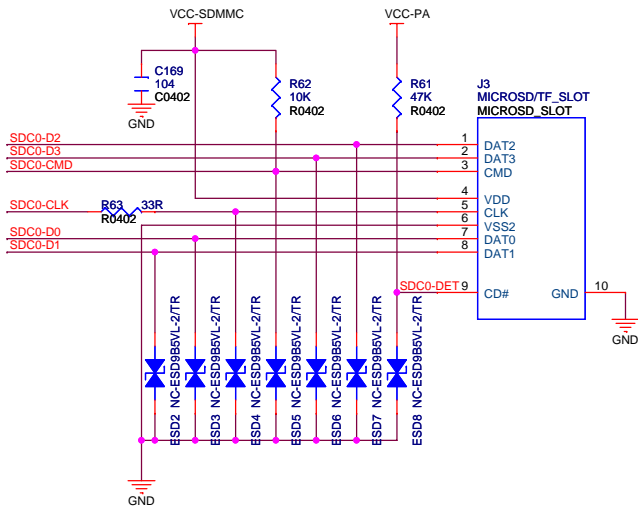 VCC-SDMMC
VCC-PA
C169
104
C0402
GND
R62
10K
R0402
R61
47K
R0402
J3
MICROSD/TF_SLOT
MICROSD_SLOT
SDC0-D2
SDC0-D3
SDC0-CMD
SDC0-CLK
R63
33R
R0402
SDC0-D0
SDC0-D1
SDC0-DET
1 DAT2
2 DAT3
3 CMD
4 VDD
5 CLK
6 VSS2
7 DAT0
8 DAT1
9 CD#
GND 10
GND
ESD2 NC-ESD9B5VL-2/TR
ESD3 NC-ESD9B5VL-2/TR
ESD4 NC-ESD9B5VL-2/TR
ESD5 NC-ESD9B5VL-2/TR
ESD6 NC-ESD9B5VL-2/TR
ESD7 NC-ESD9B5VL-2/TR
ESD8 NC-ESD9B5VL-2/TR
GND